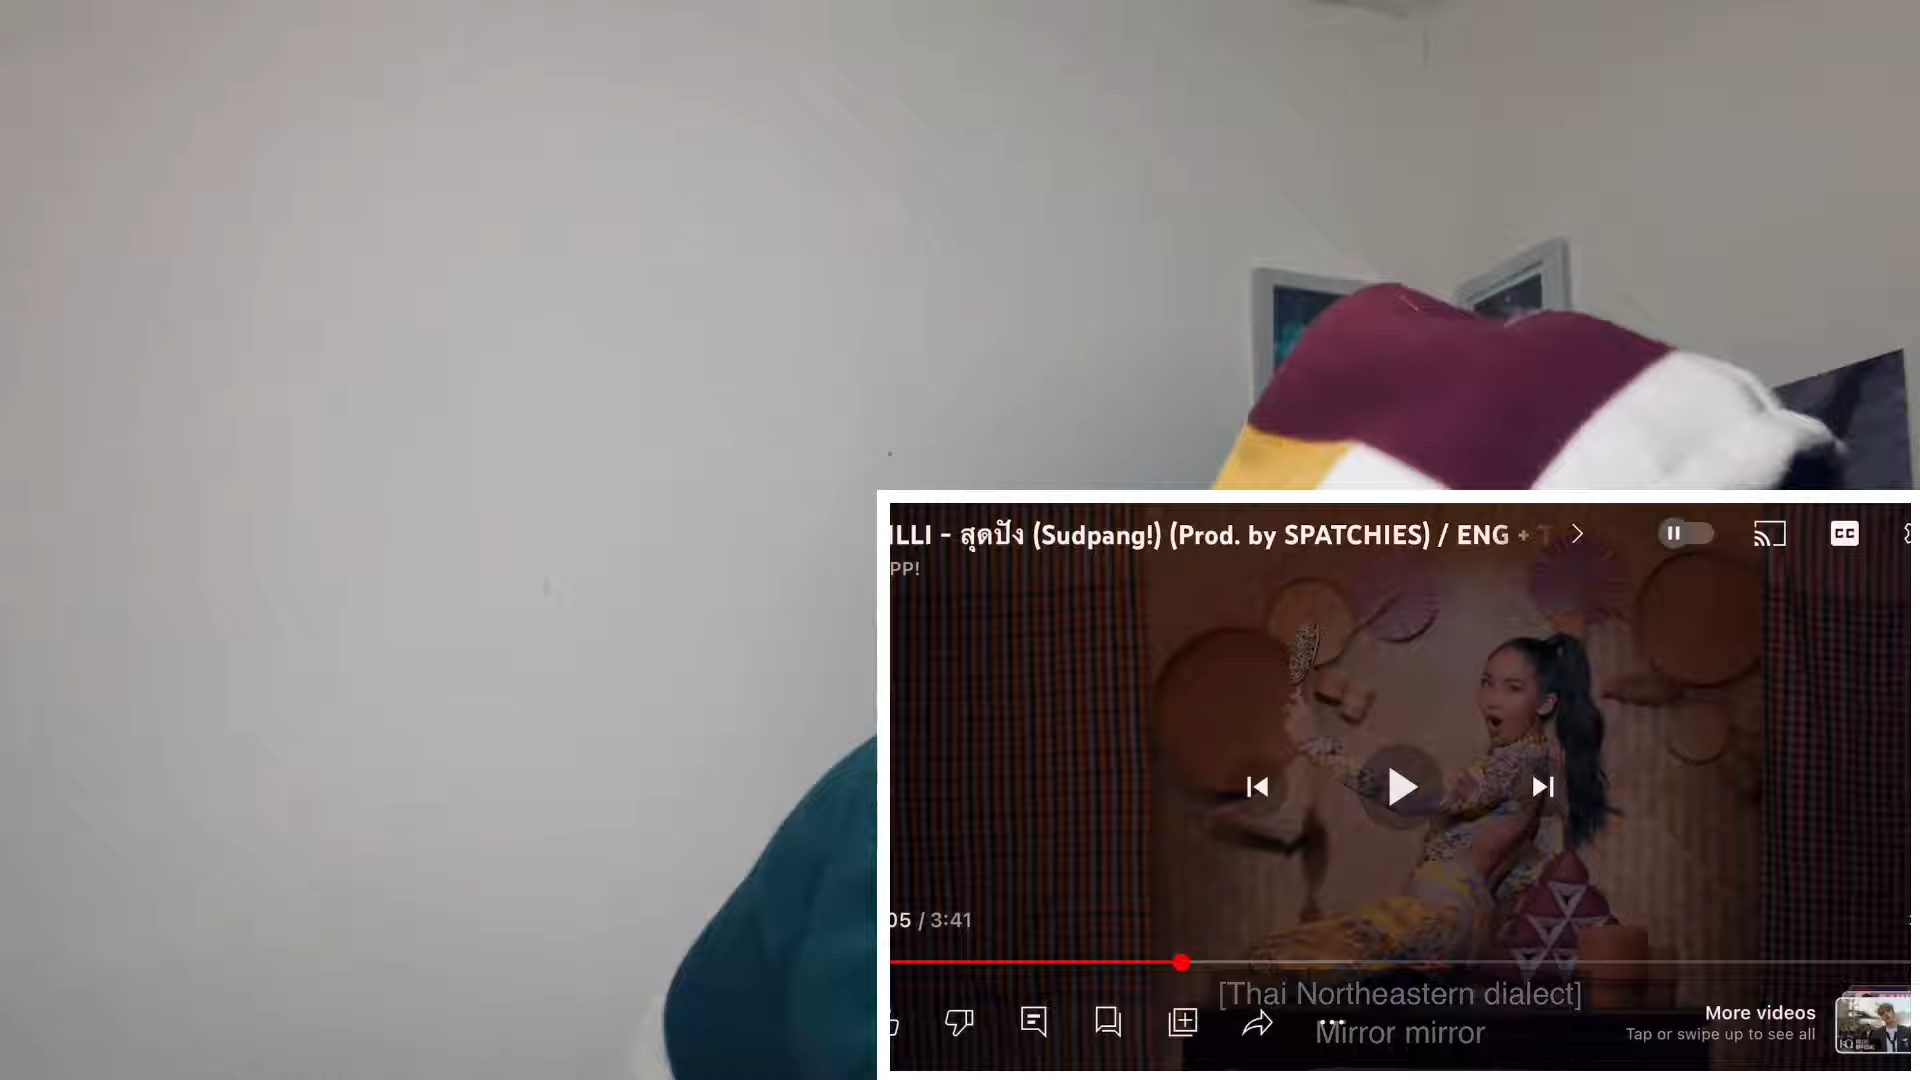 ILLI - สุดปัง (Sudpang!) (Prod. by SPATCHIES) / ENG +
PP!
CC
05 / 3:41
[Thai Northeastern dialect]
Mirror mirror
More videos
Tap or swipe up to see all